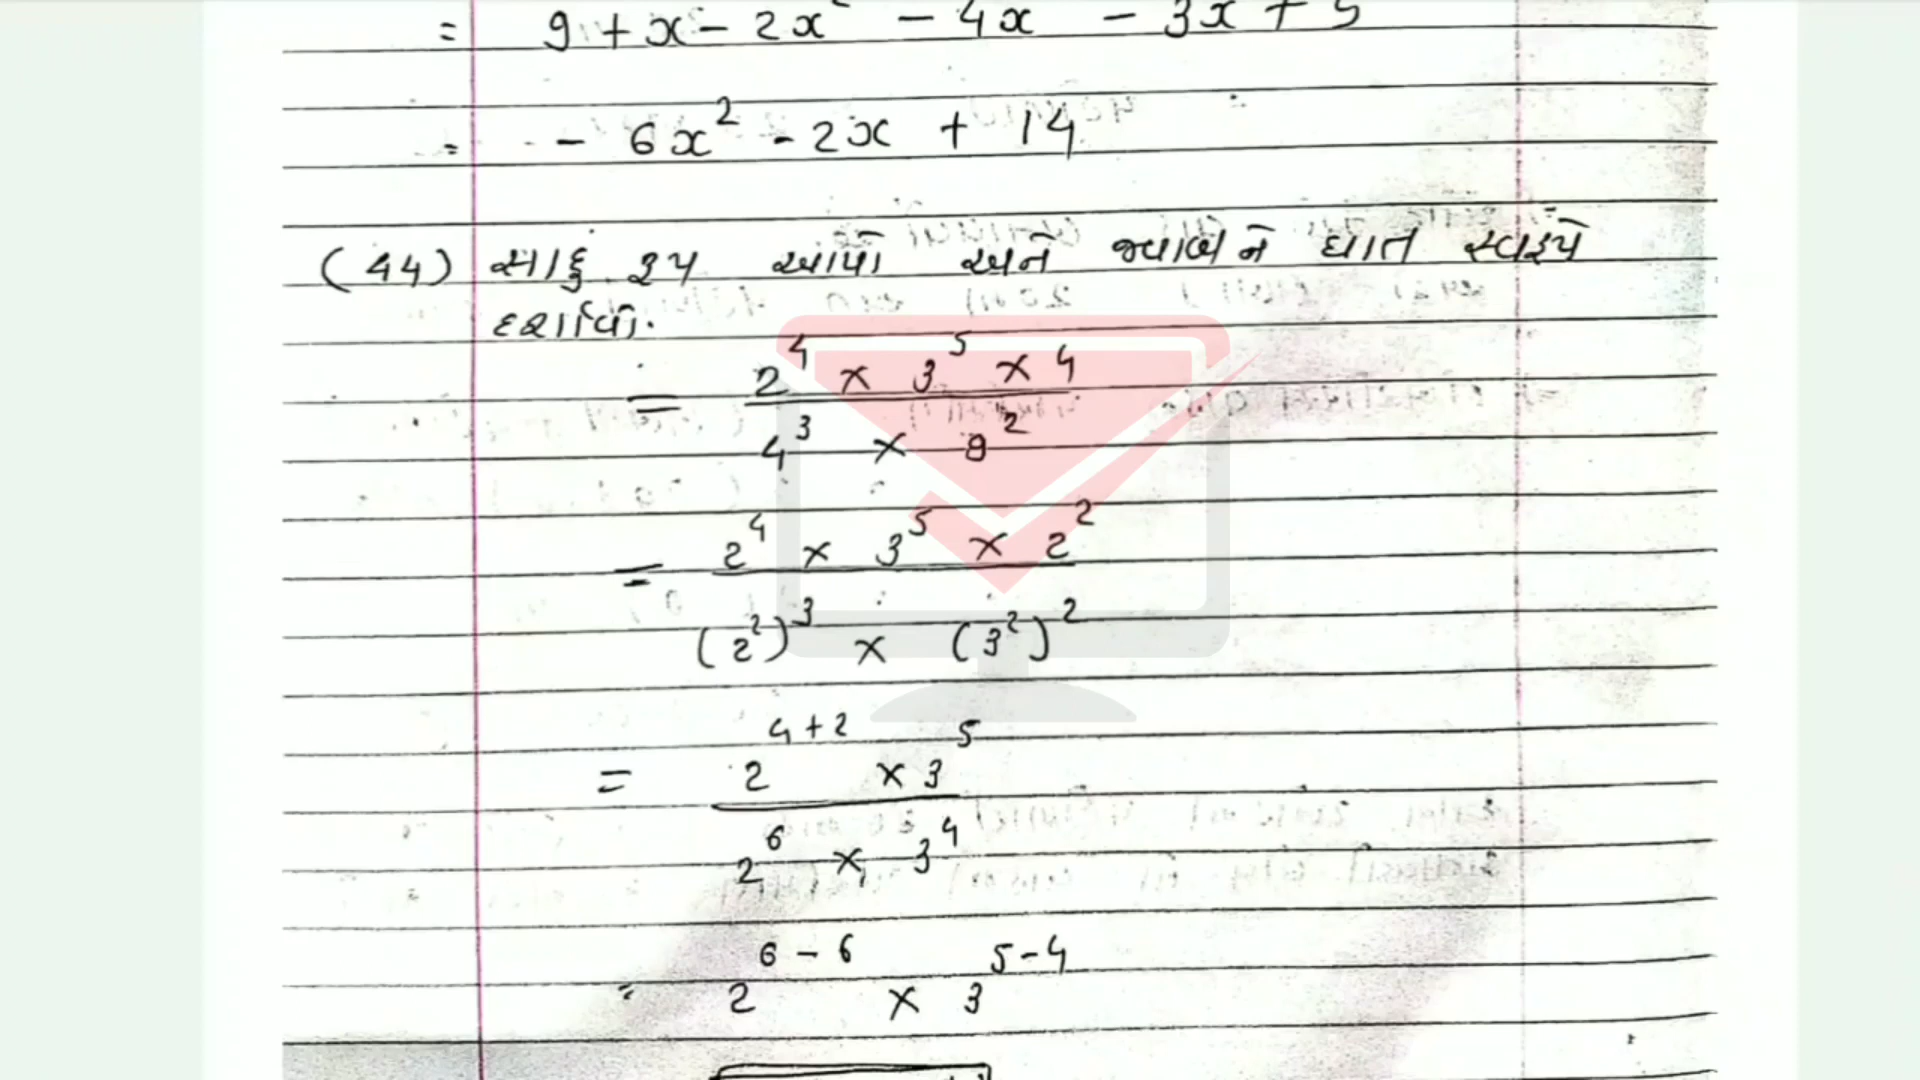 = 9 + x - 2x² - 4x - 3x + 5
= - 6x² - 2x + 14
(44) સાદું રૂપ આપો અને જવાબને ઘાત સ્વરૂપે
દર્શાવો.
= 2⁴ × 3⁵ × 4
4³ × 9²
= 2⁴ × 3⁵ × 2²
(2²)³ × (3²)²
= 2⁴⁺² × 3⁵
2⁶ × 3⁴
= 2⁶⁻⁶ × 3⁵⁻⁴